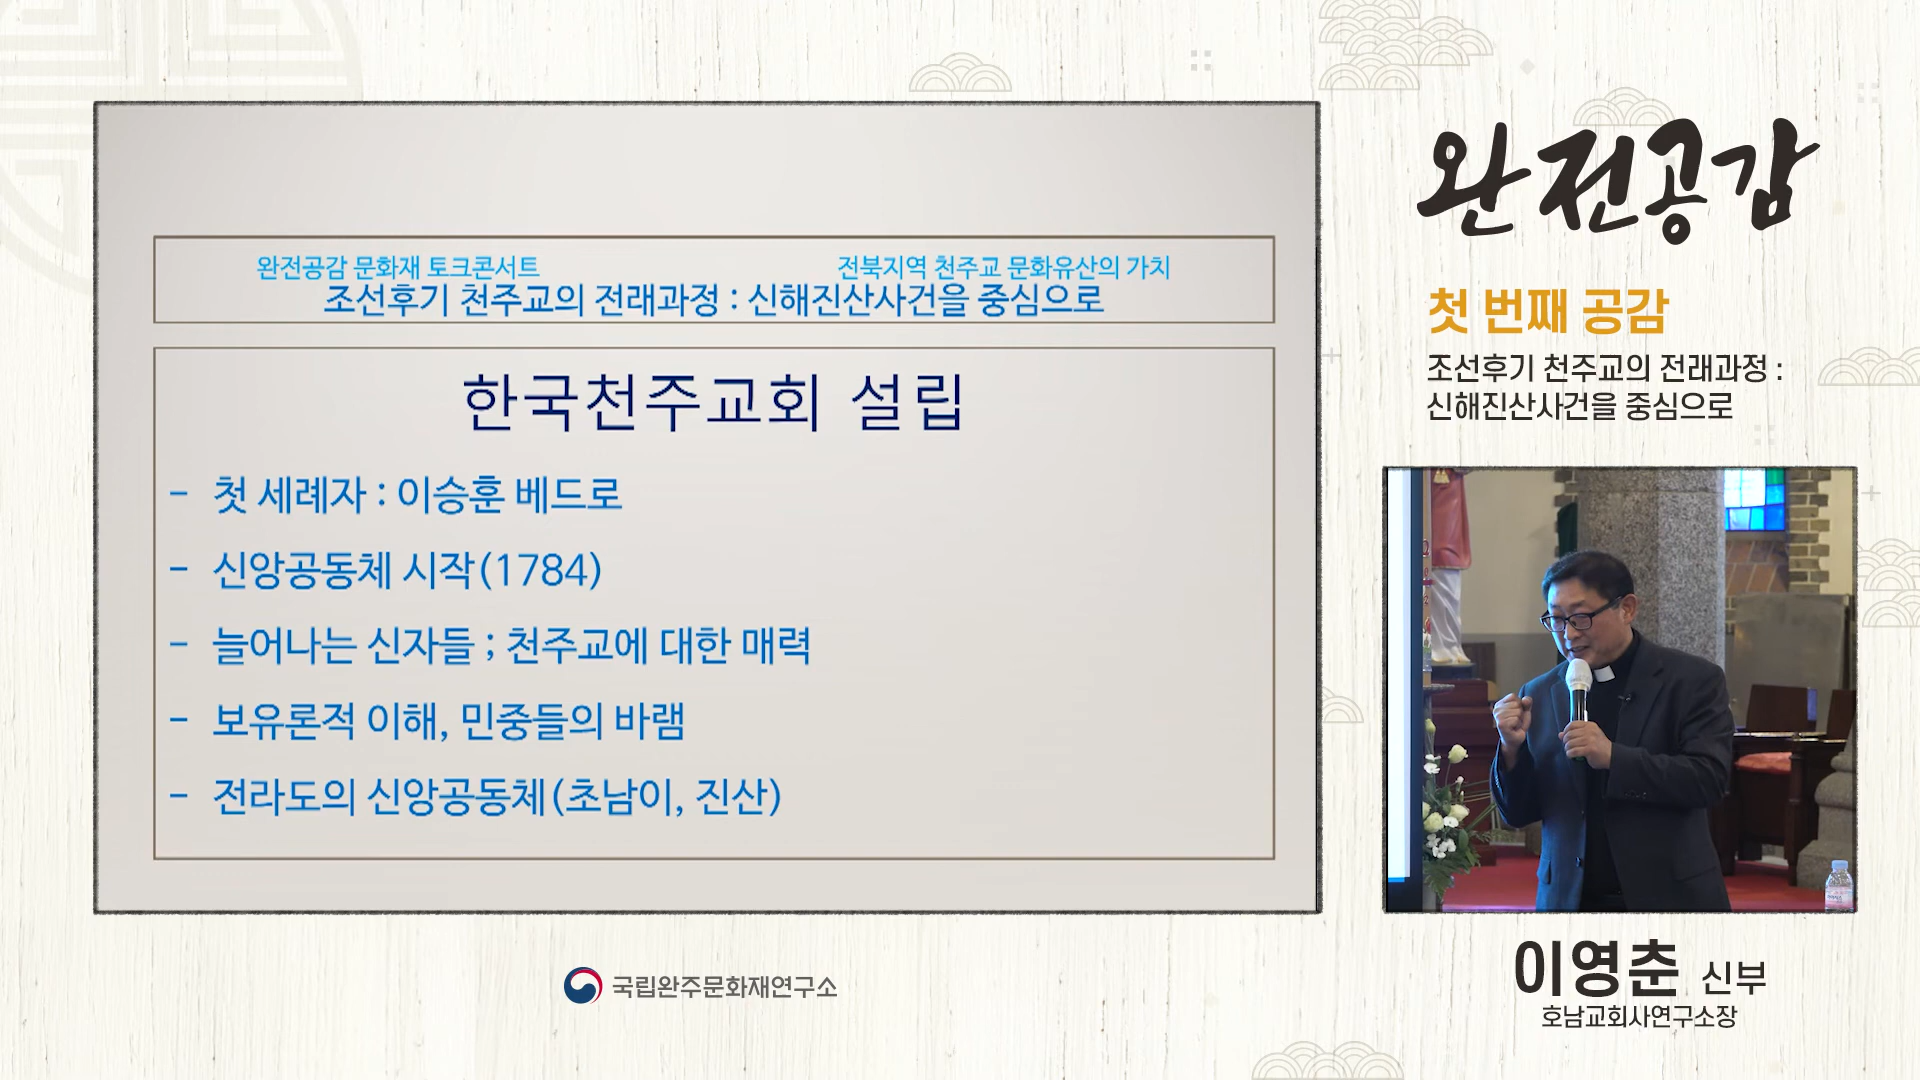 완전공감 문화재 토크콘서트 전북지역 천주교 문화유산의 가치
조선후기 천주교의 전래과정 : 신해진산사건을 중심으로
한국천주교회 설립
- 첫 세례자 : 이승훈 베드로
- 신앙공동체 시작(1784)
- 늘어나는 신자들 ; 천주교에 대한 매력
- 보유론적 이해, 민중들의 바램
- 전라도의 신앙공동체(초남이, 진산)
완전공감
첫 번째 공감
조선후기 천주교의 전래과정 :
신해진산사건을 중심으로
이영춘 신부
호남교회사연구소장
국립완주문화재연구소